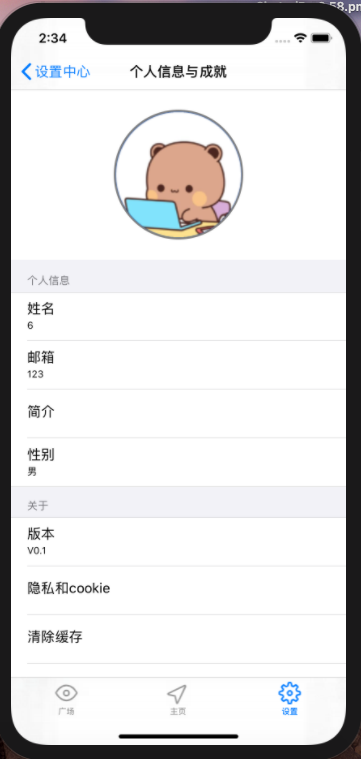 58.pm
2:34
设置中心
个人信息与成就
个人信息
姓名
6
邮箱
123
简介
性别
男
关于
版本
V0.1
隐私和cookie
清除缓存
广场
主页
设置